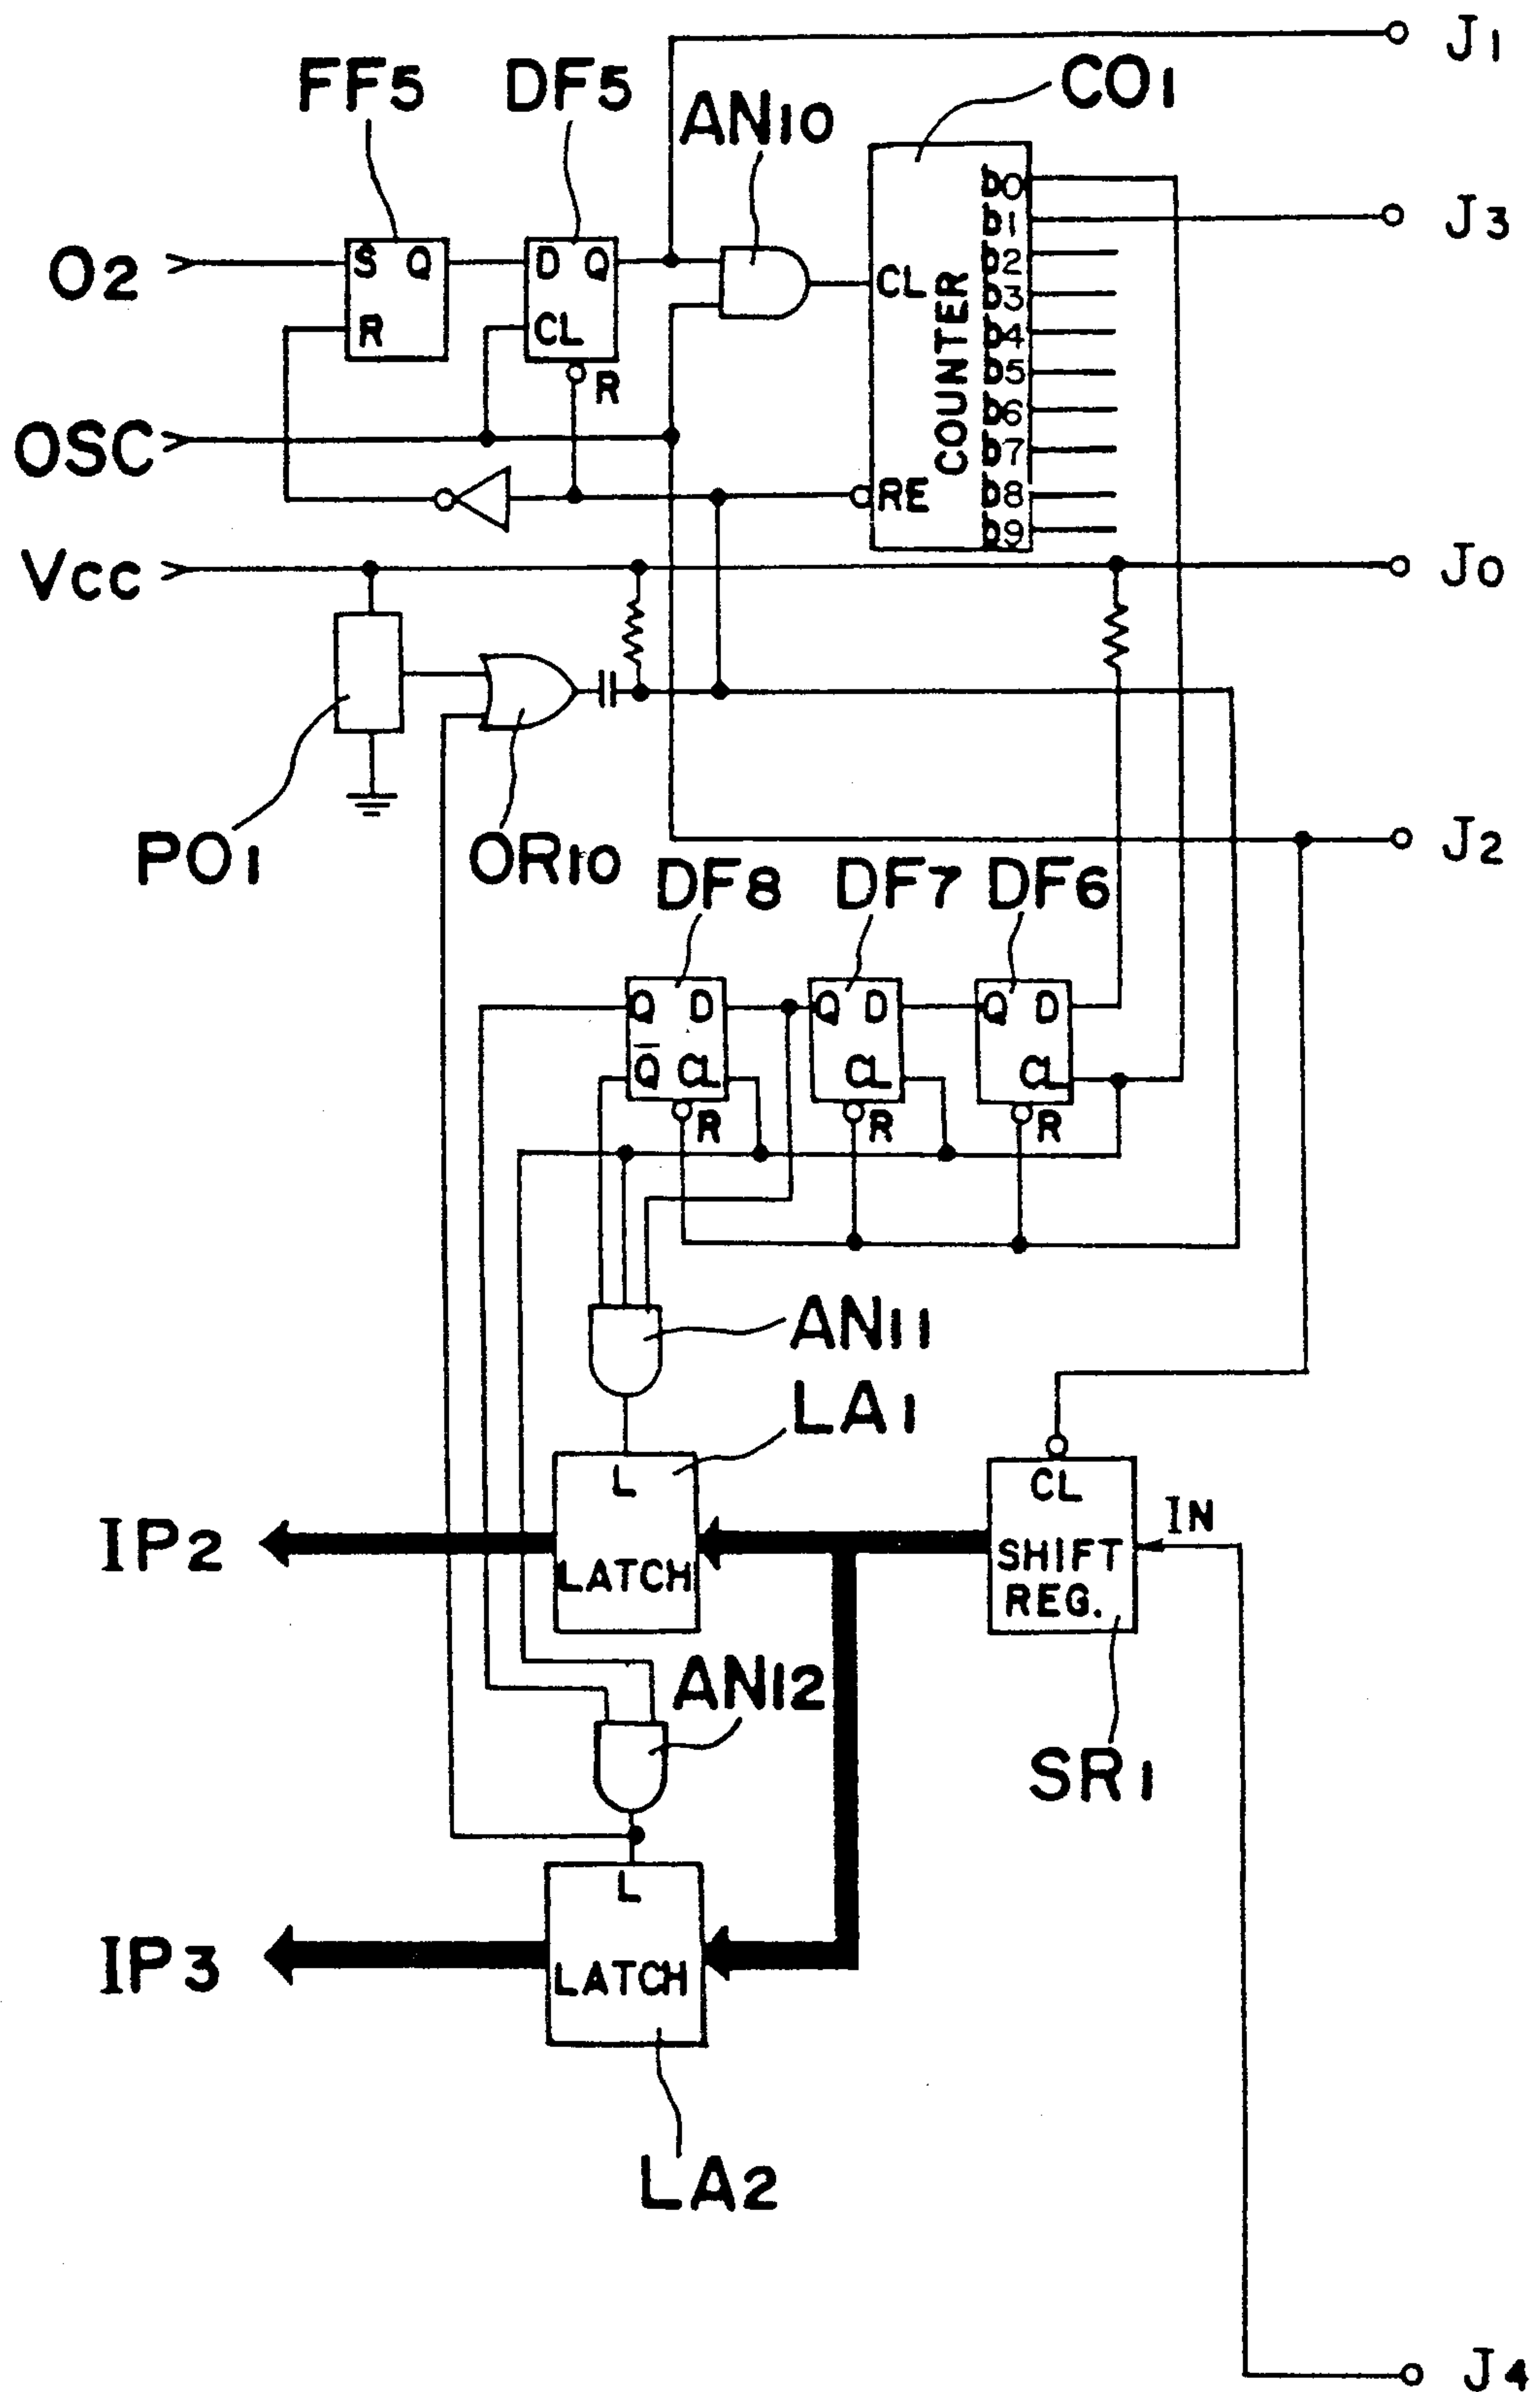 J1
FF5 DF5 AN10 CO1
b0
b1 J3
O2 S Q D Q b2
CL b3
R CL COUNTER b4
b5
R b6
OSC b7
RE b8
b9
Vcc J0
PO1 OR10 J2
DF8 DF7 DF6
Q D Q D Q D
Q̅ CL CL CL
R R R
AN11
LA1
L CL
IN
IP2 LATCH SHIFT
REG.
AN12
SR1
L
IP3 LATCH
LA2
J4